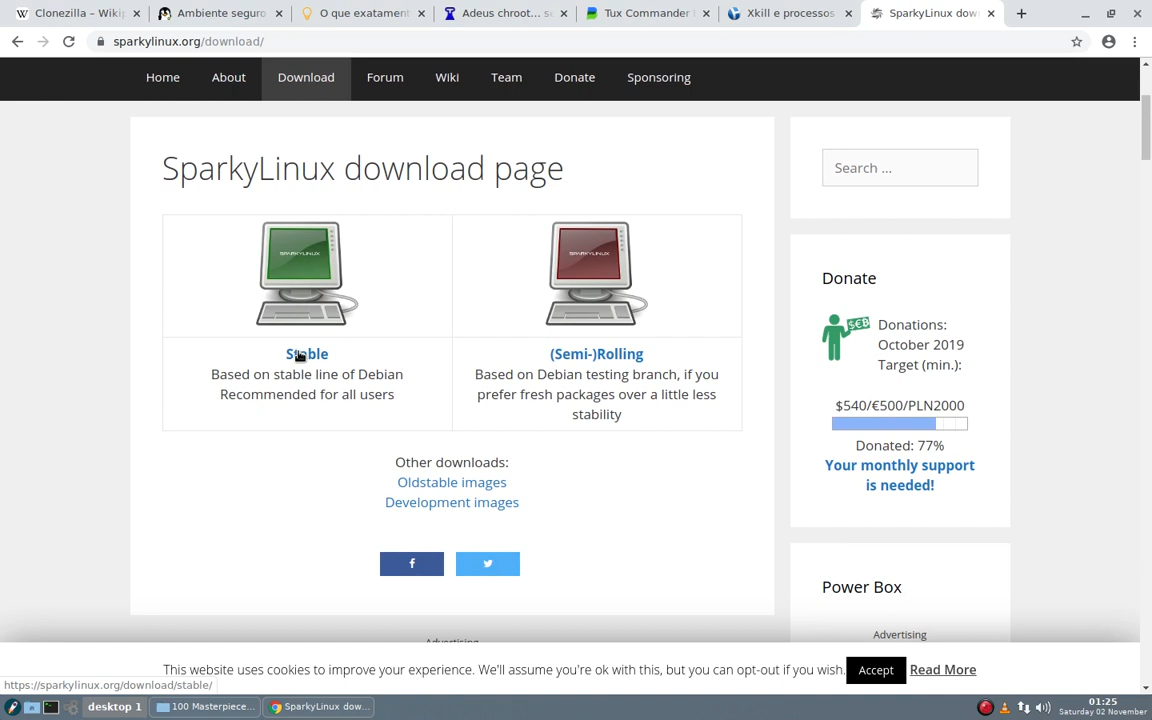 Clonezilla – Wikip
Ambiente seguro
O que exatament
Adeus chroot... s
Tux Commander
Xkill e processos
SparkyLinux dow
sparkylinux.org/download/
Home
About
Download
Forum
Wiki
Team
Donate
Sponsoring
SparkyLinux download page
Search ...
SPARKYLINUX
SPARKYLINUX
Stable
Based on stable line of Debian
Recommended for all users
(Semi-)Rolling
Based on Debian testing branch, if you
prefer fresh packages over a little less
stability
Other downloads:
Oldstable images
Development images
Donate
$€B
Donations:
October 2019
Target (min.):
$540/€500/PLN2000
Donated: 77%
Your monthly support
is needed!
Power Box
Advertising
Advertising
This website uses cookies to improve your experience. We'll assume you're ok with this, but you can opt-out if you wish.
Accept
Read More
https://sparkylinux.org/download/stable/
desktop 1
100 Masterpiece...
SparkyLinux dow...
01:25
Saturday 02 November